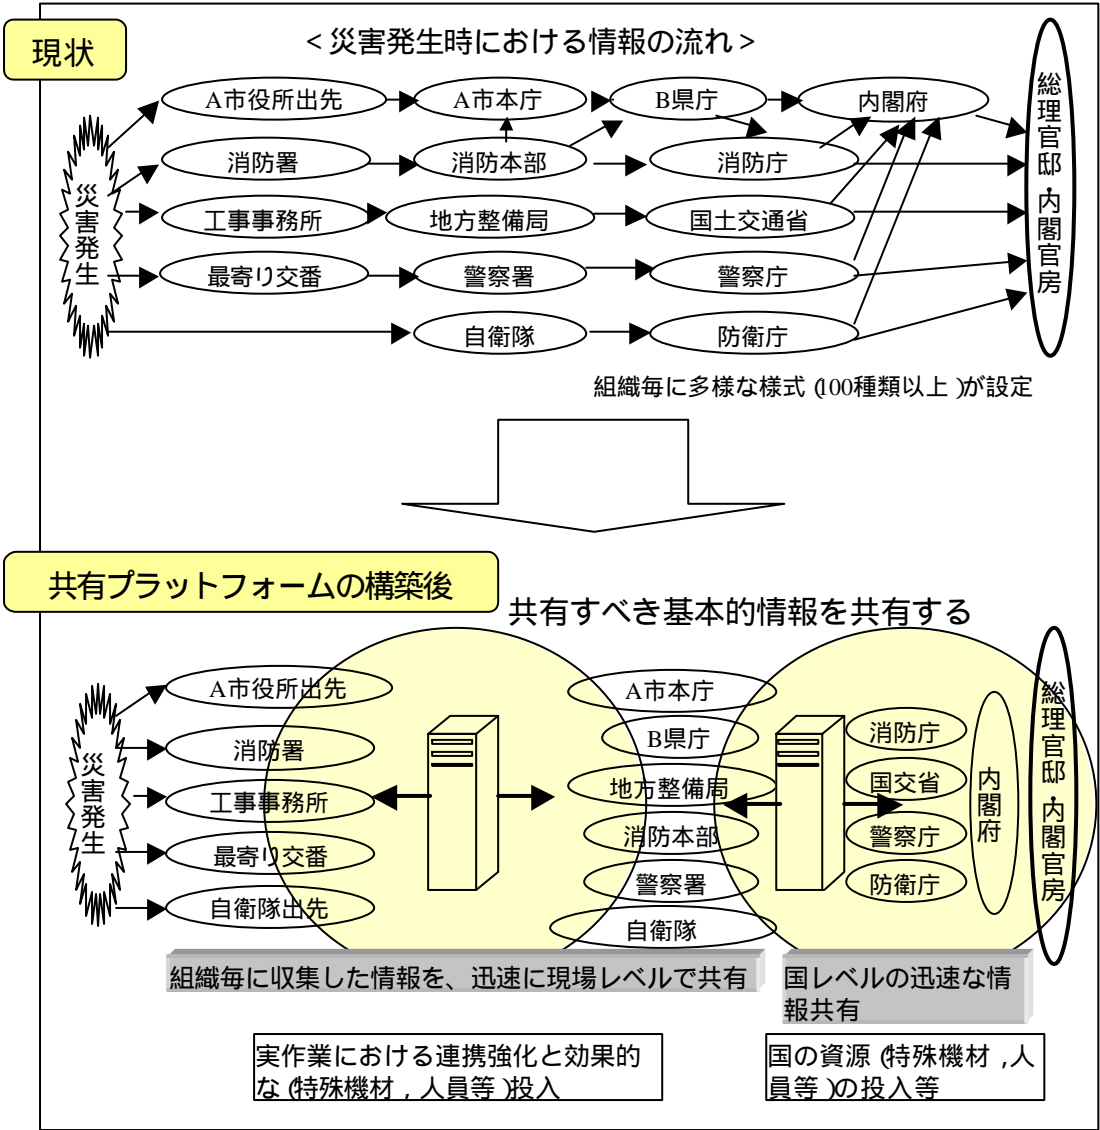 現状
<災害発生時における情報の流れ>
災害発生
A市役所出先
A市本庁
B県庁
内閣府
消防署
消防本部
消防庁
工事事務所
地方整備局
国土交通省
最寄り交番
警察署
警察庁
自衛隊
防衛庁
総理官邸・内閣官房
組織毎に多様な様式(100種類以上)が設定
共有プラットフォームの構築後
共有すべき基本的情報を共有する
災害発生
A市役所出先
消防署
工事事務所
最寄り交番
自衛隊出先
A市本庁
B県庁
地方整備局
消防本部
警察署
自衛隊
消防庁
国交省
警察庁
防衛庁
内閣府
総理官邸・内閣官房
組織毎に収集した情報を、迅速に現場レベルで共有
国レベルの迅速な情
報共有
実作業における連携強化と効果的
な(特殊機材,人員等)投入
国の資源(特殊機材,人
員等)の投入等